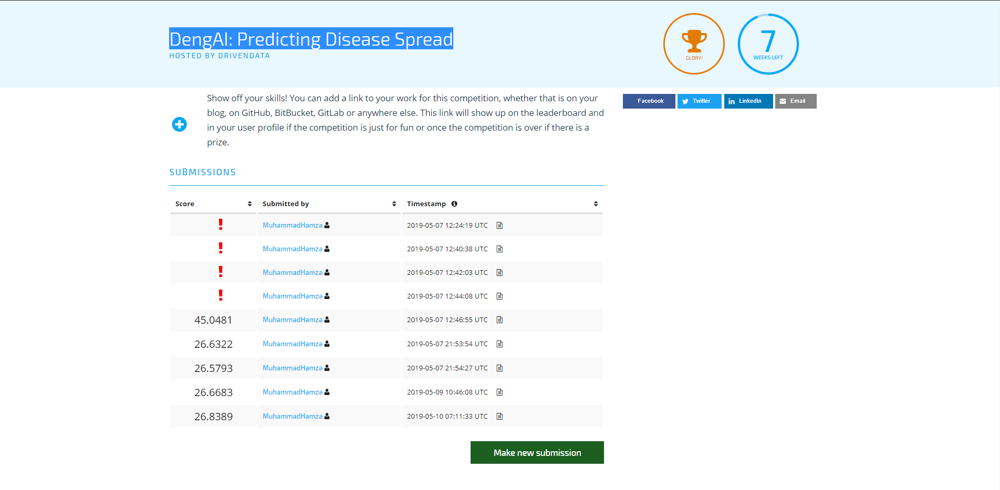 DengAI: Predicting Disease Spread
HOSTED BY DRIVENDATA
GLORY!
7
WEEKS LEFT
Show off your skills! You can add a link to your work for this competition, whether that is on your
blog, on GitHub, BitBucket, GitLab or anywhere else. This link will show up on the leaderboard and
in your user profile if the competition is just for fun or once the competition is over if there is a
prize.
Facebook Twitter LinkedIn Email
SUBMISSIONS
Score Submitted by Timestamp
! MuhammadHamza 2019-05-07 12:24:19 UTC
! MuhammadHamza 2019-05-07 12:40:38 UTC
! MuhammadHamza 2019-05-07 12:42:03 UTC
! MuhammadHamza 2019-05-07 12:44:08 UTC
45.0481 MuhammadHamza 2019-05-07 12:46:55 UTC
26.6322 MuhammadHamza 2019-05-07 21:53:54 UTC
26.5793 MuhammadHamza 2019-05-07 21:54:27 UTC
26.6683 MuhammadHamza 2019-05-09 10:46:08 UTC
26.8389 MuhammadHamza 2019-05-10 07:11:33 UTC
Make new submission